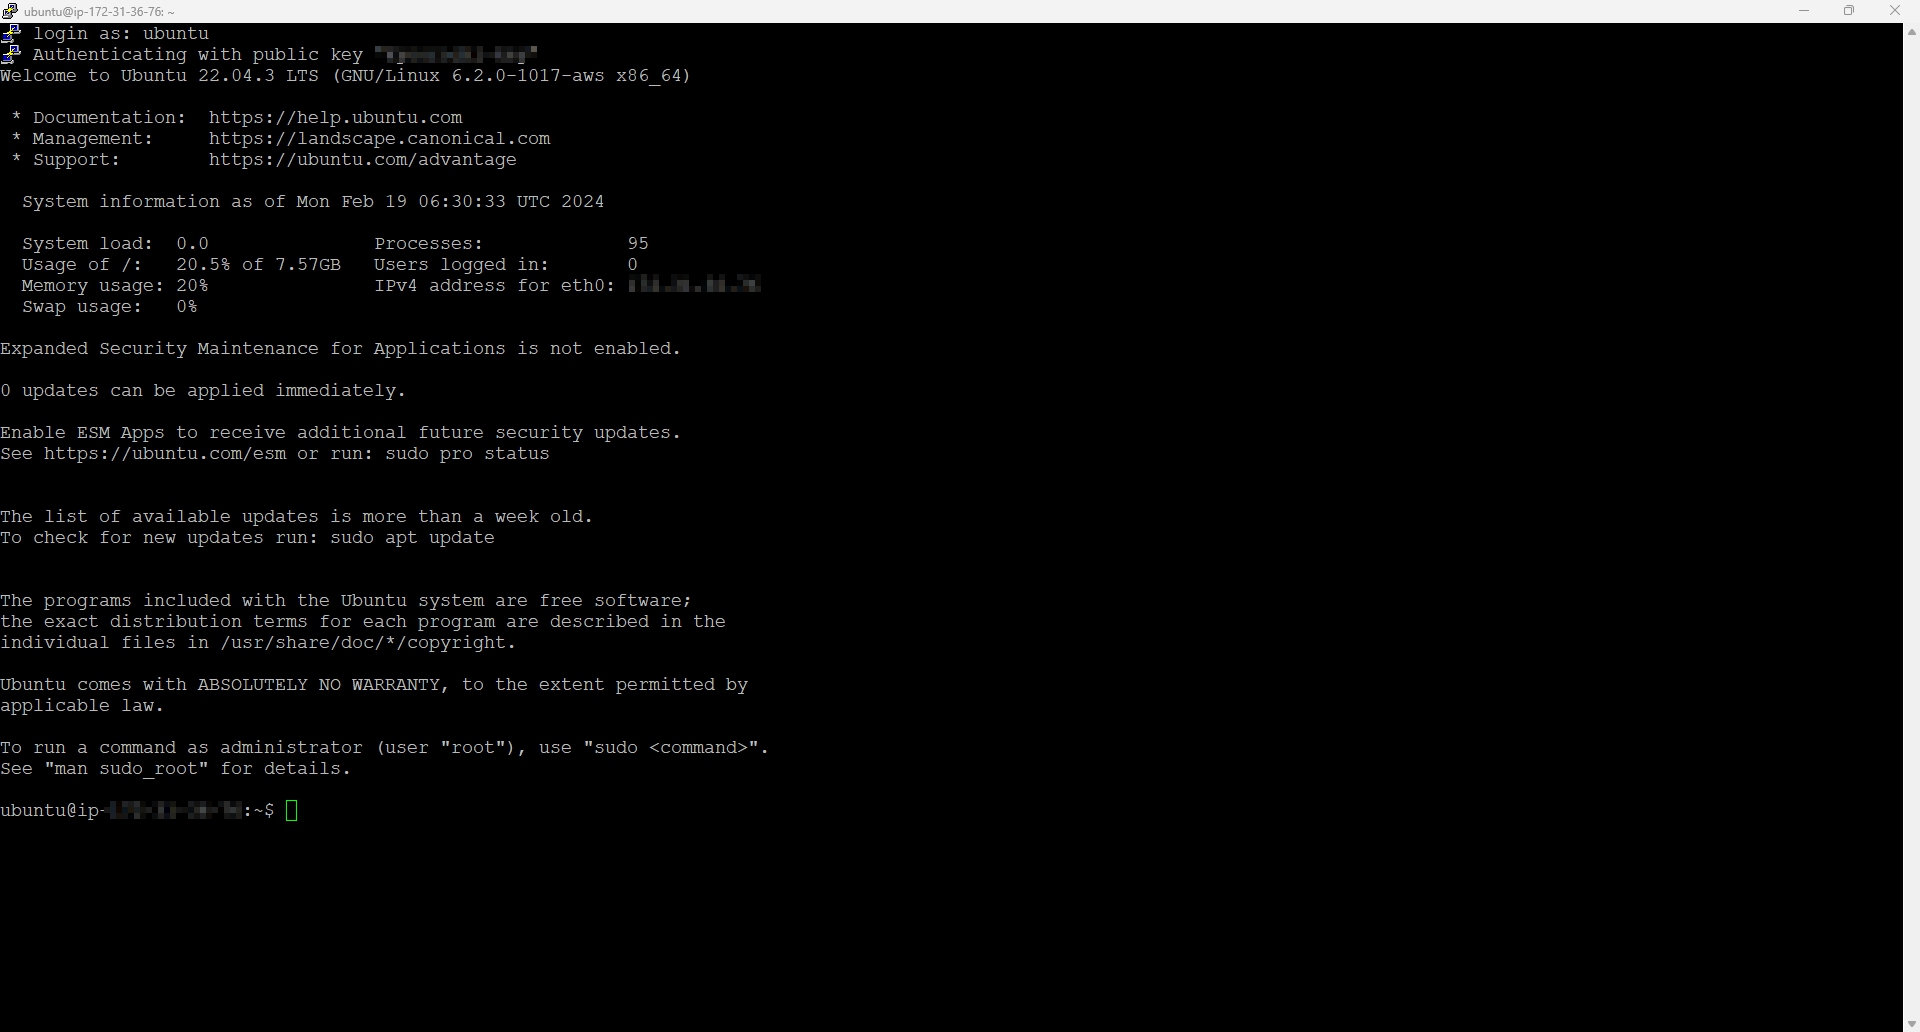 ubuntu@ip-172-31-36-76: ~
login as: ubuntu
Authenticating with public key "
Welcome to Ubuntu 22.04.3 LTS (GNU/Linux 6.2.0-1017-aws x86_64)
* Documentation: https://help.ubuntu.com
* Management: https://landscape.canonical.com
* Support: https://ubuntu.com/advantage
System information as of Mon Feb 19 06:30:33 UTC 2024
System load: 0.0 Processes: 95
Usage of /: 20.5% of 7.57GB Users logged in: 0
Memory usage: 20% IPv4 address for eth0:
Swap usage: 0%
Expanded Security Maintenance for Applications is not enabled.
0 updates can be applied immediately.
Enable ESM Apps to receive additional future security updates.
See https://ubuntu.com/esm or run: sudo pro status
The list of available updates is more than a week old.
To check for new updates run: sudo apt update
The programs included with the Ubuntu system are free software;
the exact distribution terms for each program are described in the
individual files in /usr/share/doc/*/copyright.
Ubuntu comes with ABSOLUTELY NO WARRANTY, to the extent permitted by
applicable law.
To run a command as administrator (user "root"), use "sudo <command>".
See "man sudo_root" for details.
ubuntu@ip- :~$